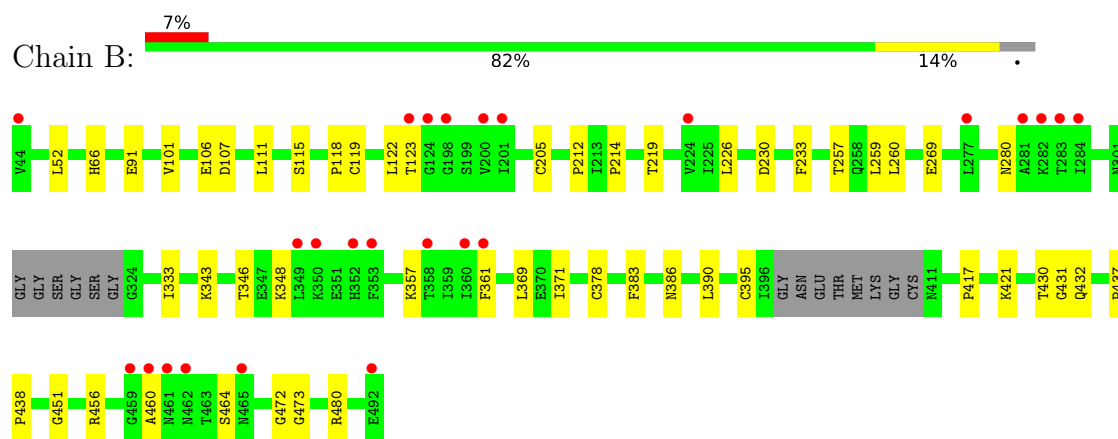 7%
Chain B:
82% 14% •
V44 L52 H66 E91 V101 E106 D107 L111 S115 P118 C119 L122 T123 G124 G198 S199 V200 I201 C205 P212 I213 P214 T219 V224 I225 L226 D230 F233 T257 Q258 L259 L260 E269 L277 N280 A281 K282 T283 I284 N301
GLY GLY SER GLY SER GLY G324 I333 K343 T346 E347 K348 L349 K350 E351 H352 F353 K357 T358 I359 I360 F361 L369 E370 I371 C378 F383 N386 L390 C395 I396 GLY ASN GLU THR MET LYS GLY CYS N411 P417 K421 T430 G431 Q432
P438 G451 R456 G459 A460 N461 N462 T463 S464 N465 G472 G473 R480 E492